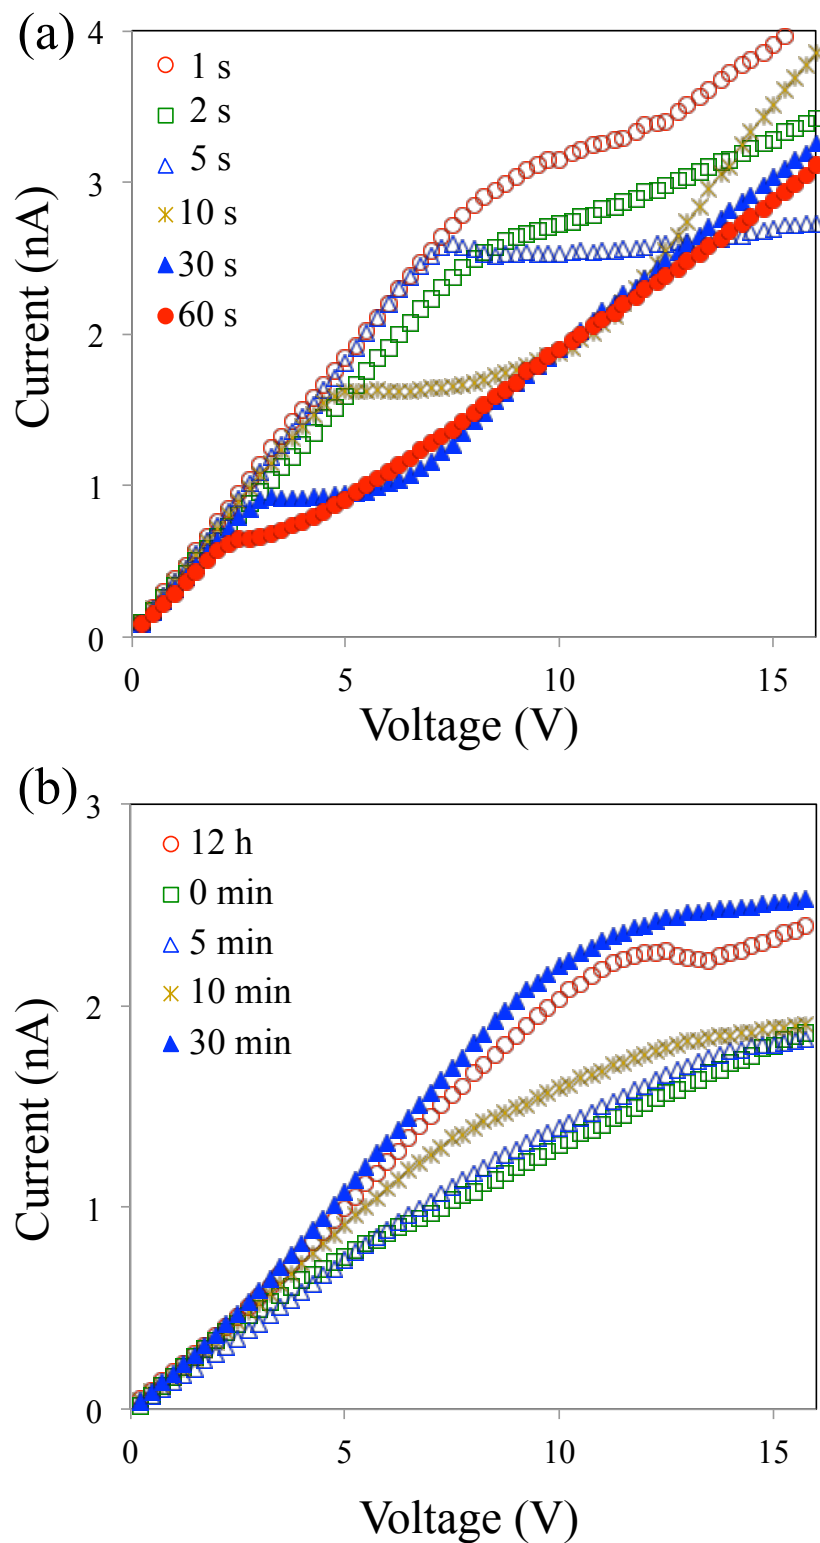 (a)
4
1 s
2 s
5 s
10 s
30 s
60 s
3
2
1
0
Current (nA)
0 5 10 15
Voltage (V)
(b)
3
12 h
0 min
5 min
10 min
30 min
2
1
0
Current (nA)
0 5 10 15
Voltage (V)